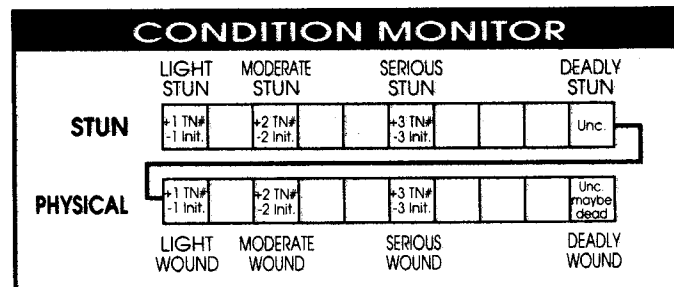 CONDITION MONITOR
LIGHT MODERATE SERIOUS DEADLY
STUN STUN STUN STUN
STUN
+1 TN# +2 TN# +3 TN# Unc.
-1 Init. -2 Init. -3 Init.
PHYSICAL
+1 TN# +2 TN# +3 TN# Unc.
-1 Init. -2 Init. -3 Init. maybe
dead
LIGHT MODERATE SERIOUS DEADLY
WOUND WOUND WOUND WOUND